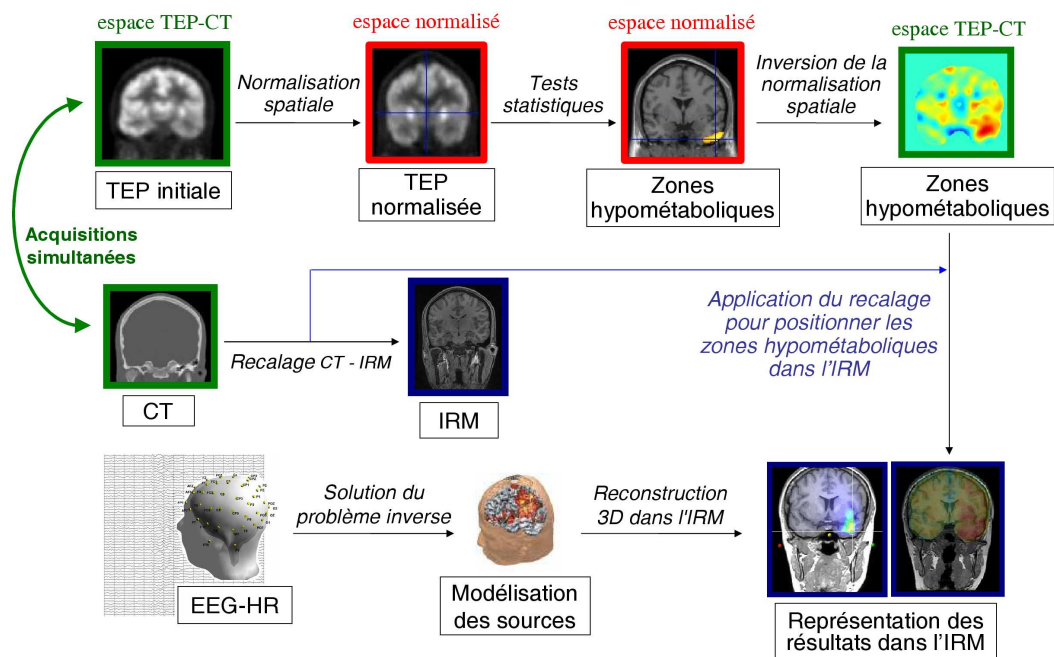 espace TEP-CT
espace normalisé
espace normalisé
espace TEP-CT
Normalisation
spatiale
Tests
statistiques
Inversion de la
normalisation
spatiale
TEP initiale
TEP
normalisée
Zones
hypométaboliques
Zones
hypométaboliques
Acquisitions
simultanées
Recalage CT - IRM
Application du recalage
pour positionner les
zones hypométaboliques
dans l'IRM
CT
IRM
Solution du
problème inverse
Reconstruction
3D dans l'IRM
EEG-HR
Modélisation
des sources
Représentation des
résultats dans l'IRM